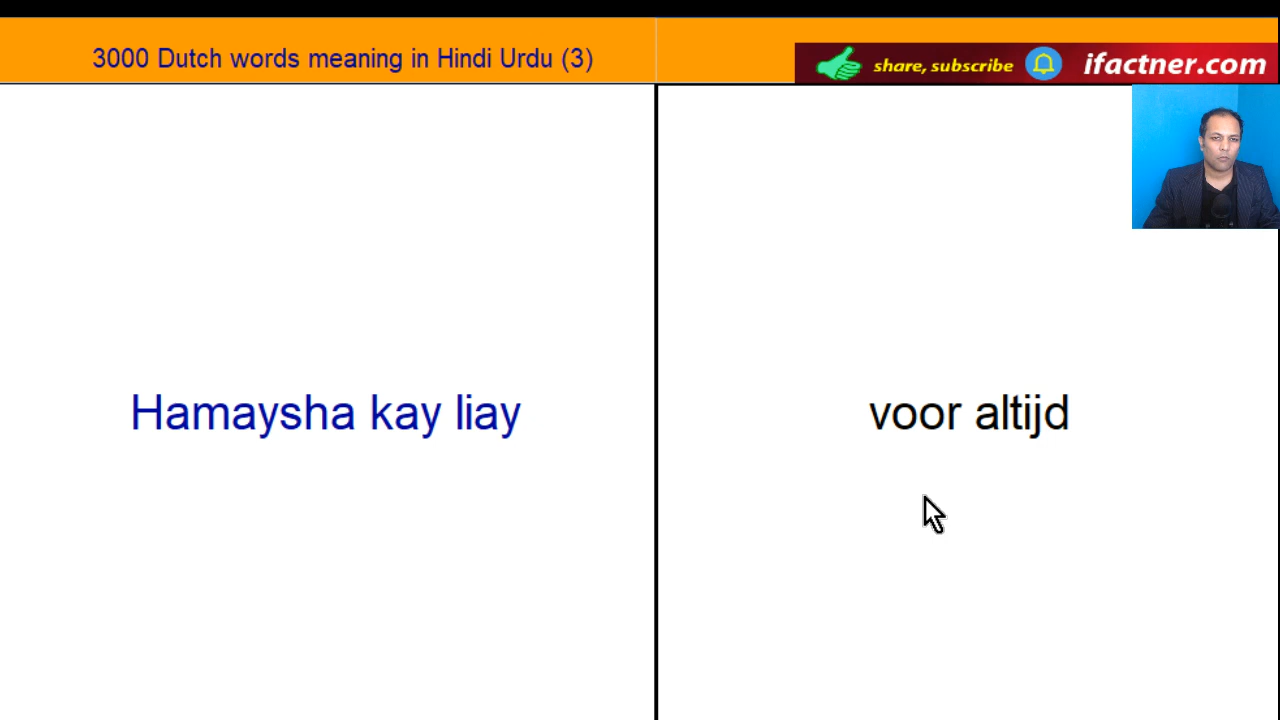 3000 Dutch words meaning in Hindi Urdu (3)
share, subscribe
ifactner.com
Hamaysha kay liay
voor altijd